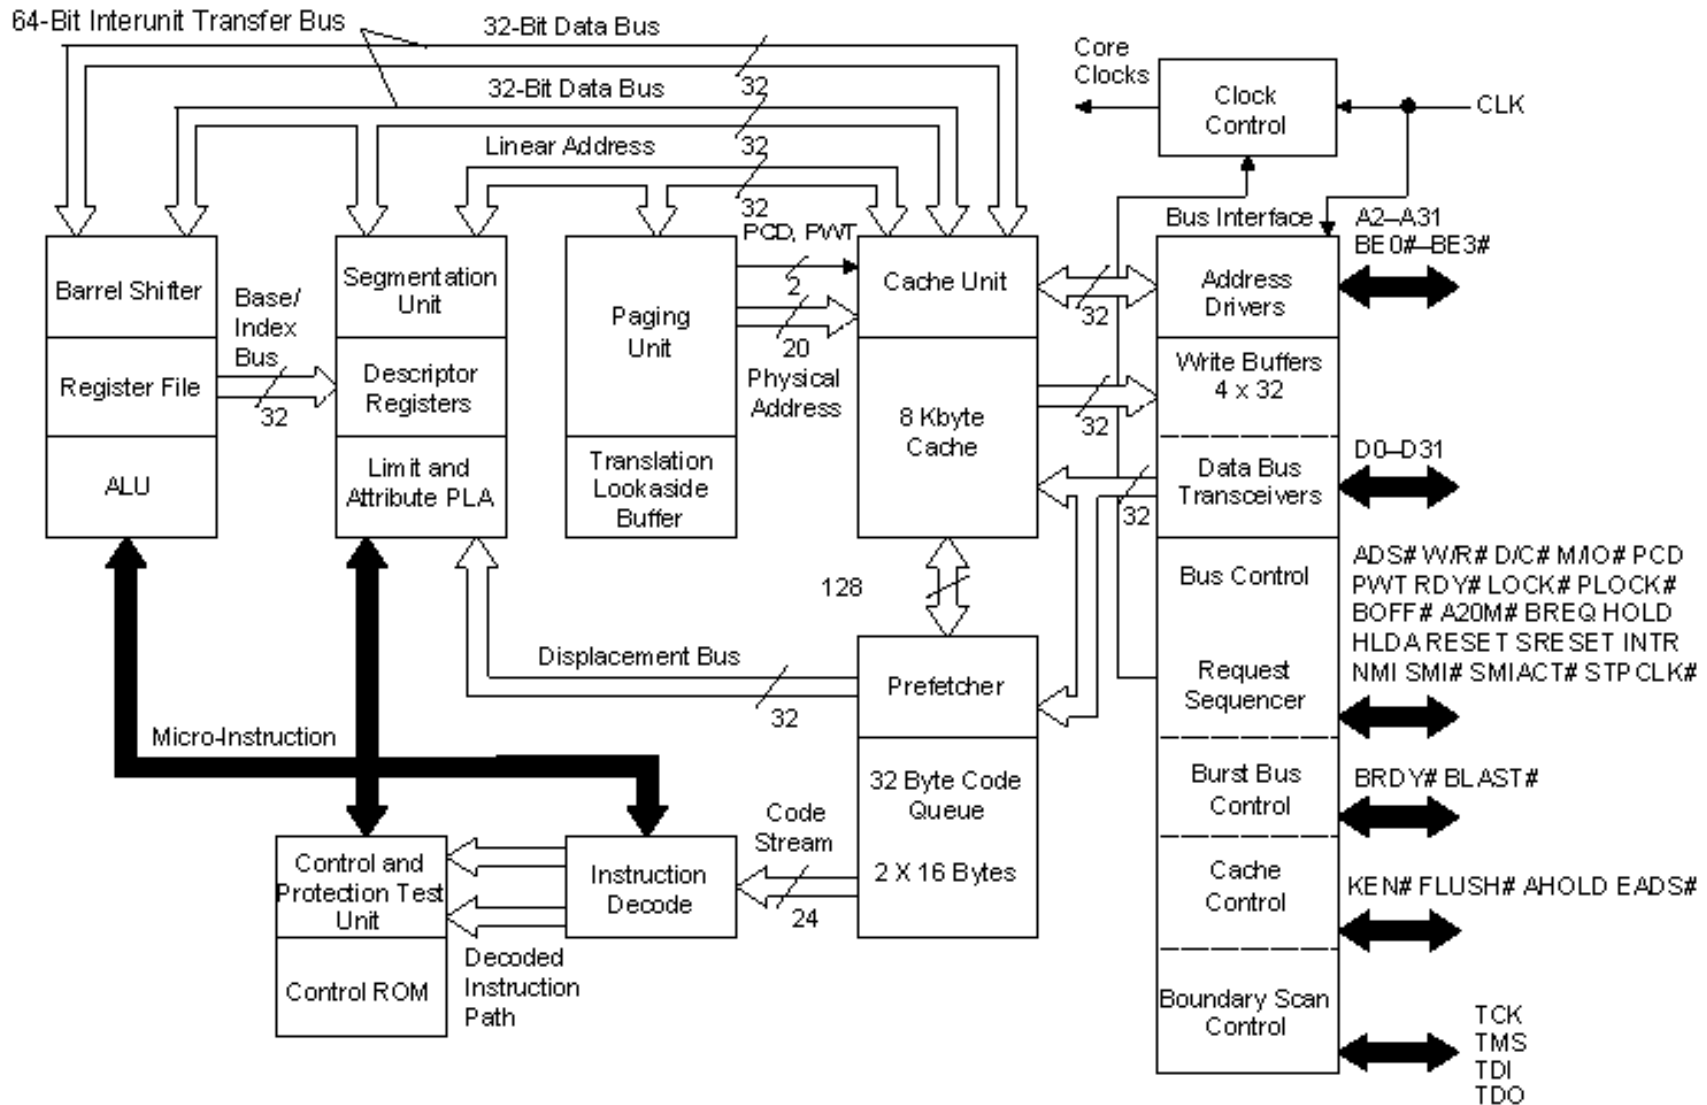 64-Bit Interunit Transfer Bus
32-Bit Data Bus
32
32-Bit Data Bus
32
Linear Address
32
PCD, PWT
2
20
Physical
Address
Core
Clocks
Clock
Control
CLK
Bus Interface
A2–A31
BE0#–BE3#
Barrel Shifter
Register File
ALU
Base/
Index
Bus
32
Segmentation
Unit
Descriptor
Registers
Limit and
Attribute PLA
Paging
Unit
Translation
Lookaside
Buffer
Cache Unit
8 Kbyte
Cache
32
32
32
128
Address
Drivers
Write Buffers
4 x 32
Data Bus
Transceivers
D0–D31
Bus Control
Request
Sequencer
ADS# W/R# D/C# M/IO# PCD
PWT RDY# LOCK# PLOCK#
BOFF# A20M# BREQ HOLD
HLDA RESET SRESET INTR
NMI SMI# SMIACT# STPCLK#
Burst Bus
Control
BRDY# BLAST#
Cache
Control
KEN# FLUSH# AHOLD EADS#
Boundary Scan
Control
TCK
TMS
TDI
TDO
Displacement Bus
32
Prefetcher
32 Byte Code
Queue
2 X 16 Bytes
Micro-Instruction
Code
Stream
24
Instruction
Decode
Control and
Protection Test
Unit
Control ROM
Decoded
Instruction
Path